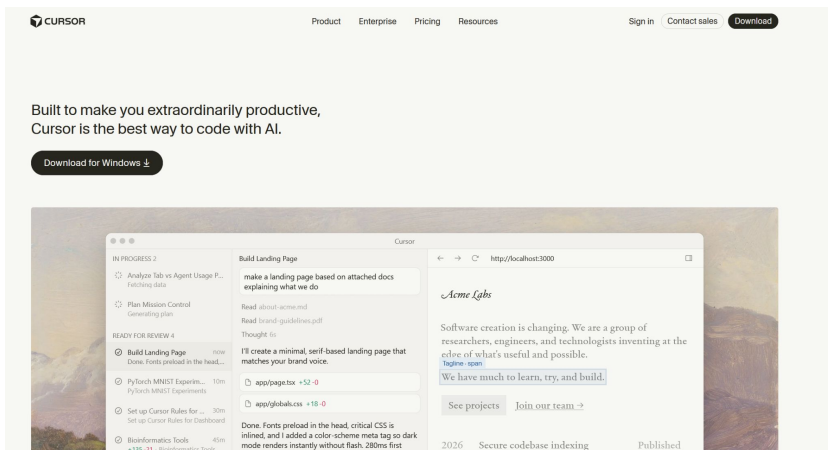 CURSOR
Product Enterprise Pricing Resources
Sign in Contact sales Download
Built to make you extraordinarily productive,
Cursor is the best way to code with AI.
Download for Windows ↓
Cursor
IN PROGRESS 2
Analyze Tab vs Agent Usage P...
Fetching data
Plan Mission Control
Generating plan
READY FOR REVIEW 4
Build Landing Page now
Done. Fonts preload in the head,...
PyTorch MNIST Experim... 10m
PyTorch MNIST Experiments
Set up Cursor Rules for ... 30m
Set up Cursor Rules for Dashboard
Bioinformatics Tools 45m
+135 -21 · Bioinformatics Tools
Build Landing Page
make a landing page based on attached docs
explaining what we do
Read about-acme.md
Read brand-guidelines.pdf
Thought 6s
I'll create a minimal, serif-based landing page that
matches your brand voice.
app/page.tsx +52 -0
app/globals.css +18 -0
Done. Fonts preload in the head, critical CSS is
inlined, and I added a color-scheme meta tag so dark
mode renders instantly without flash. 280ms first
← → http://localhost:3000
Acme Labs
Software creation is changing. We are a group of
researchers, engineers, and technologists inventing at the
edge of what's useful and possible.
Tagline · span
We have much to learn, try, and build.
See projects Join our team →
2026 Secure codebase indexing Published